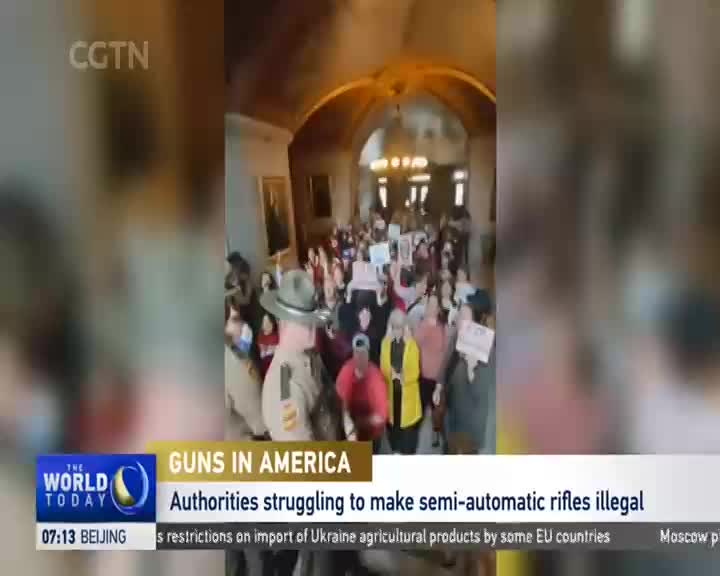 CGTN
GUNS IN AMERICA
THE
WORLD
TODAY
Authorities struggling to make semi-automatic rifles illegal
07:13 BEIJING
s restrictions on import of Ukraine agricultural products by some EU countries
Moscow